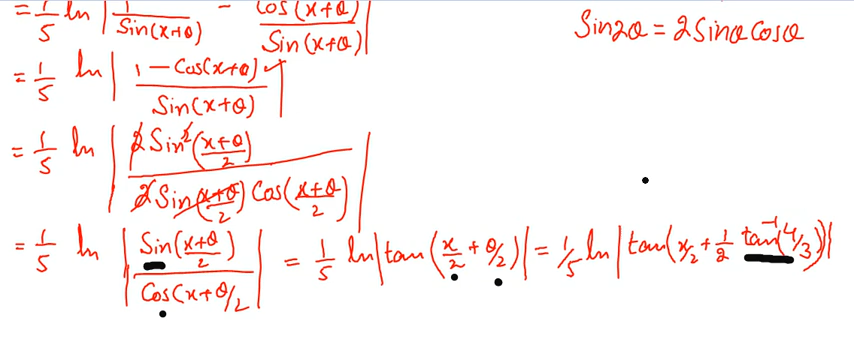 = 1/5 ln | 1/Sin(x+θ) - Cos(x+θ)/Sin(x+θ) |
Sin2θ = 2SinθCosθ
= 1/5 ln | (1 - Cos(x+θ))/Sin(x+θ) |
= 1/5 ln | 2Sin²((x+θ)/2) / 2Sin((x+θ)/2) Cos((x+θ)/2) |
= 1/5 ln | Sin((x+θ)/2) / Cos(x+θ/2) | = 1/5 ln|tan(x/2 + θ/2)| = 1/5 ln|tan(x/2 + 1/2 tan⁻¹(4/3))|